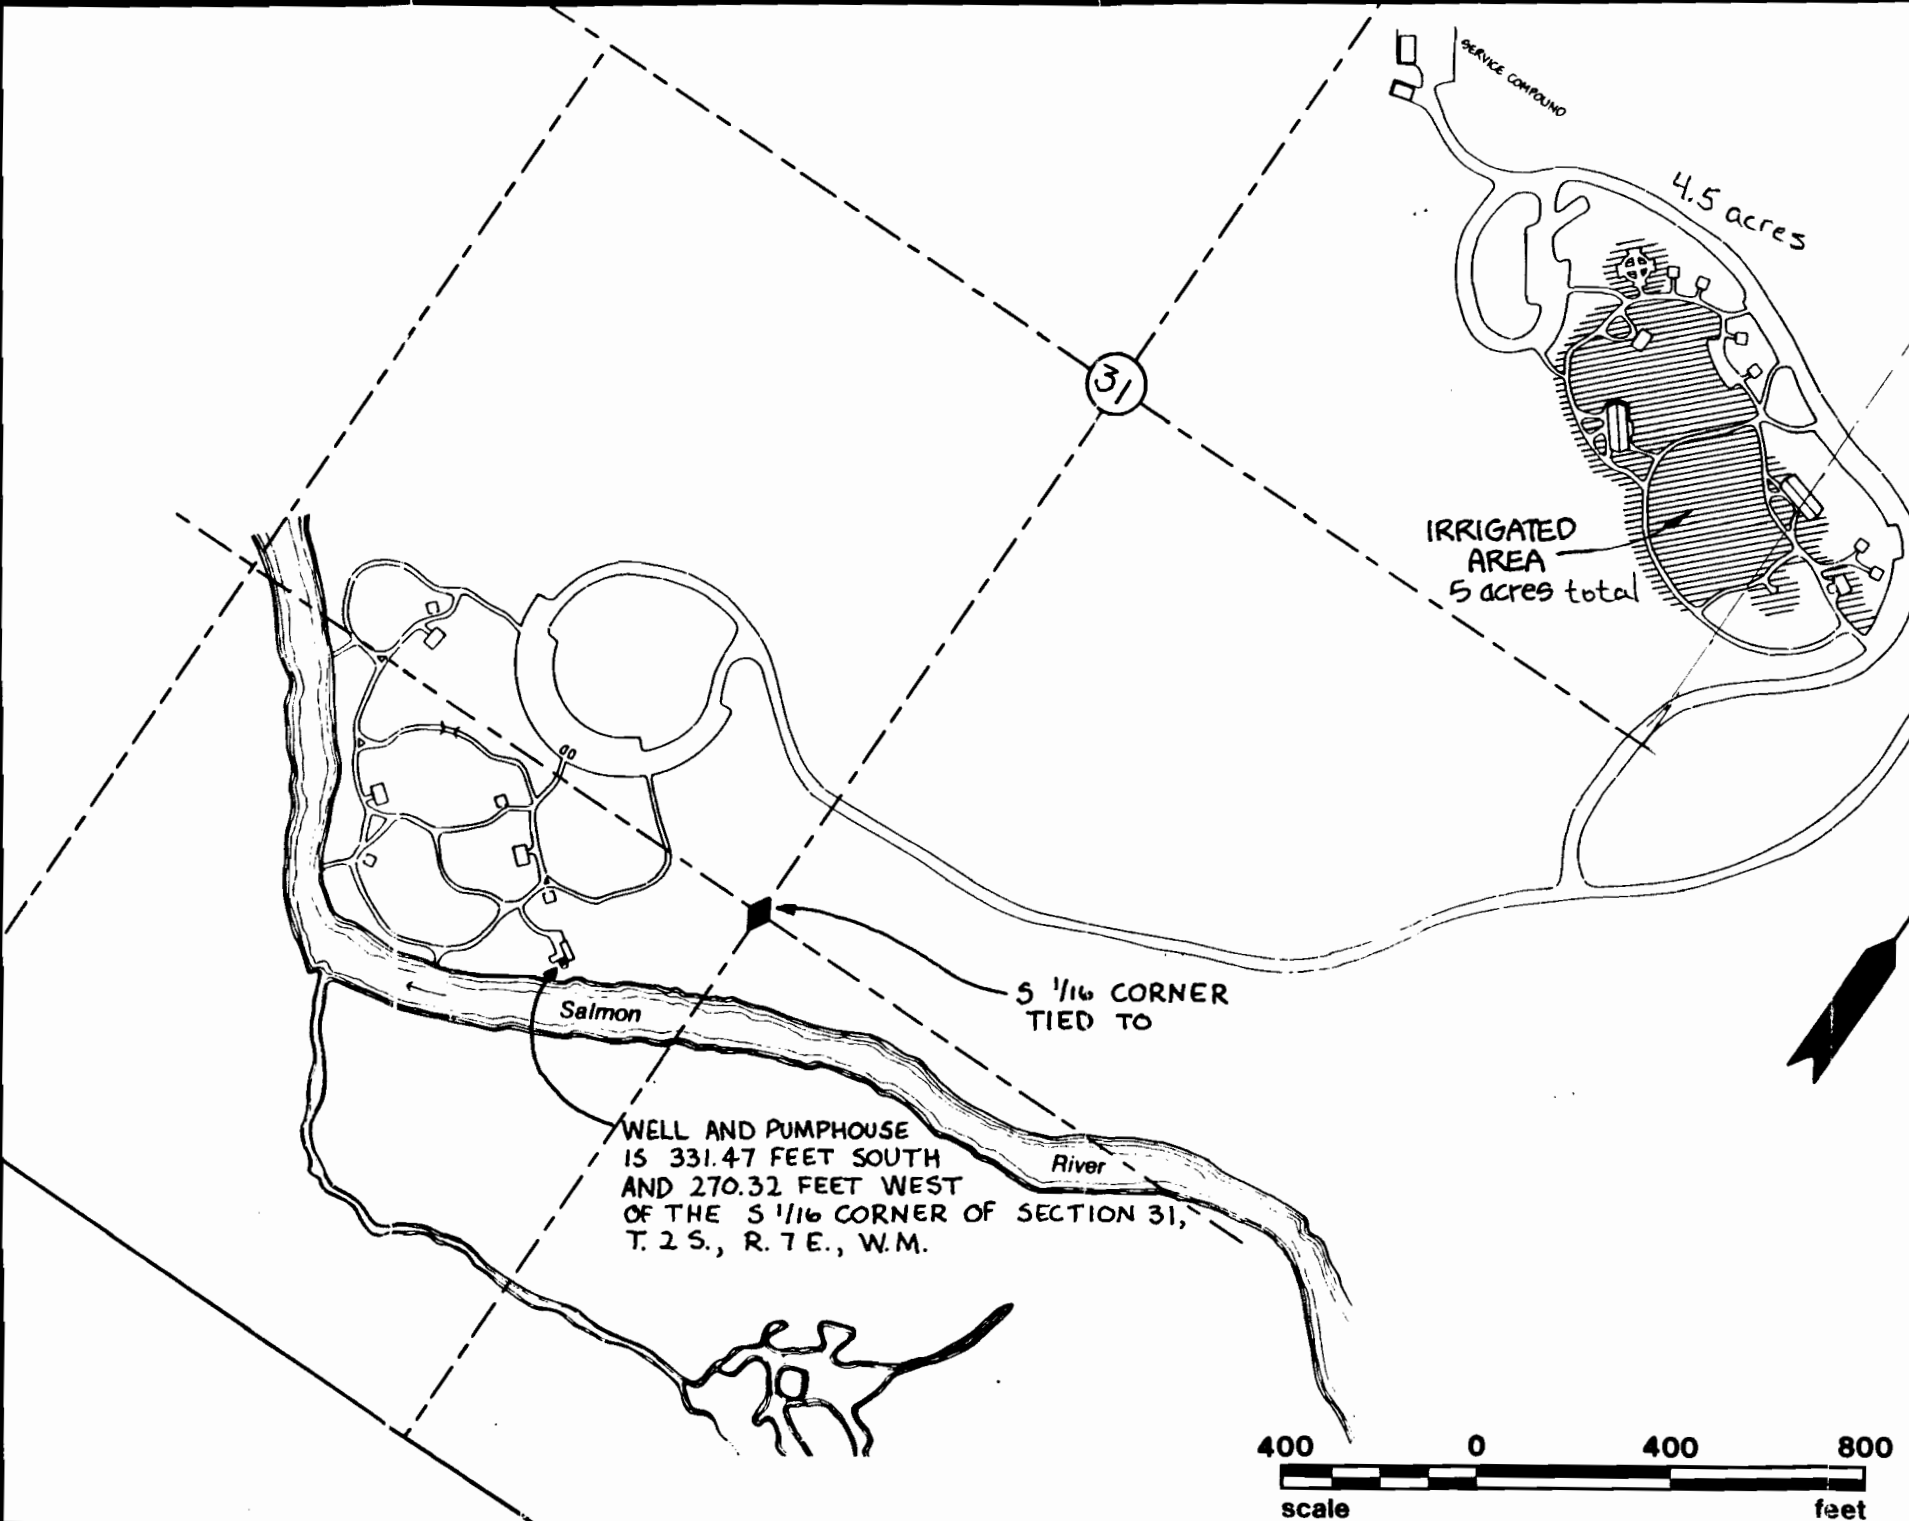 SERVICE COMPOUND
4.5 acres
31
IRRIGATED
AREA
5 acres total
S 1/16 CORNER
TIED TO
Salmon
River
WELL AND PUMPHOUSE
IS 331.47 FEET SOUTH
AND 270.32 FEET WEST
OF THE S 1/16 CORNER OF SECTION 31,
T. 2 S., R. 7 E., W.M.
400 0 400 800
scale feet